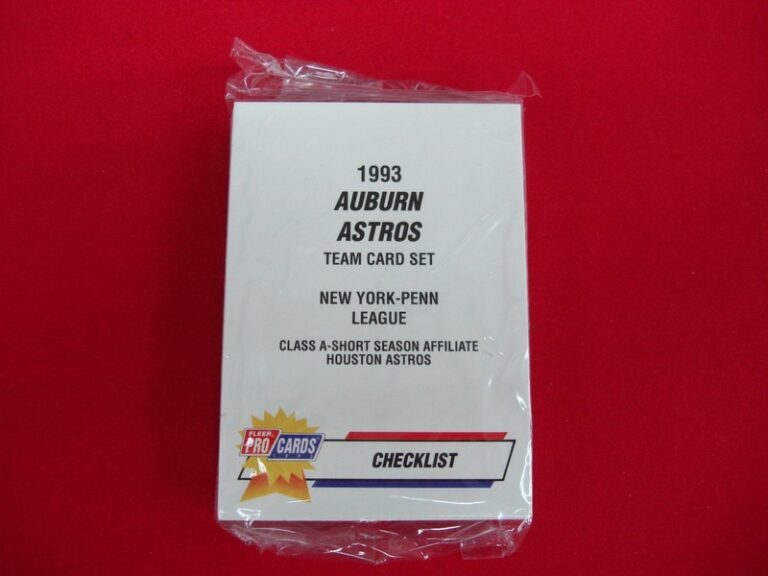 1993
AUBURN
ASTROS
TEAM CARD SET
NEW YORK-PENN
LEAGUE
CLASS A-SHORT SEASON AFFILIATE
HOUSTON ASTROS
FLEER
PRO CARDS
CHECKLIST